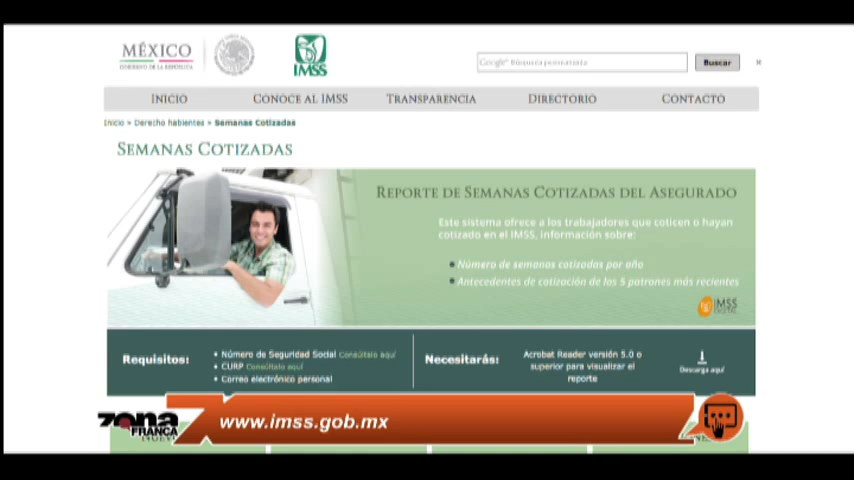 MÉXICO
GOBIERNO DE LA REPÚBLICA
IMSS
Google™ Búsqueda personalizada
Buscar
×
INICIO
CONOCE AL IMSS
TRANSPARENCIA
DIRECTORIO
CONTACTO
Inicio > Derecho habientes > Semanas Cotizadas
SEMANAS COTIZADAS
REPORTE DE SEMANAS COTIZADAS DEL ASEGURADO
Este sistema ofrece a los trabajadores que coticen o hayan
cotizado en el IMSS, información sobre:
• Número de semanas cotizadas por año
• Antecedentes de cotización de los 5 patrones más recientes
IMSS
DIGITAL
Requisitos:
• Número de Seguridad Social Consúltalo aquí
• CURP Consúltalo aquí
• Correo electrónico personal
Necesitarás:
Acrobat Reader versión 5.0 o
superior para visualizar el
reporte
Descarga aquí
zona
FRANCA
www.imss.gob.mx